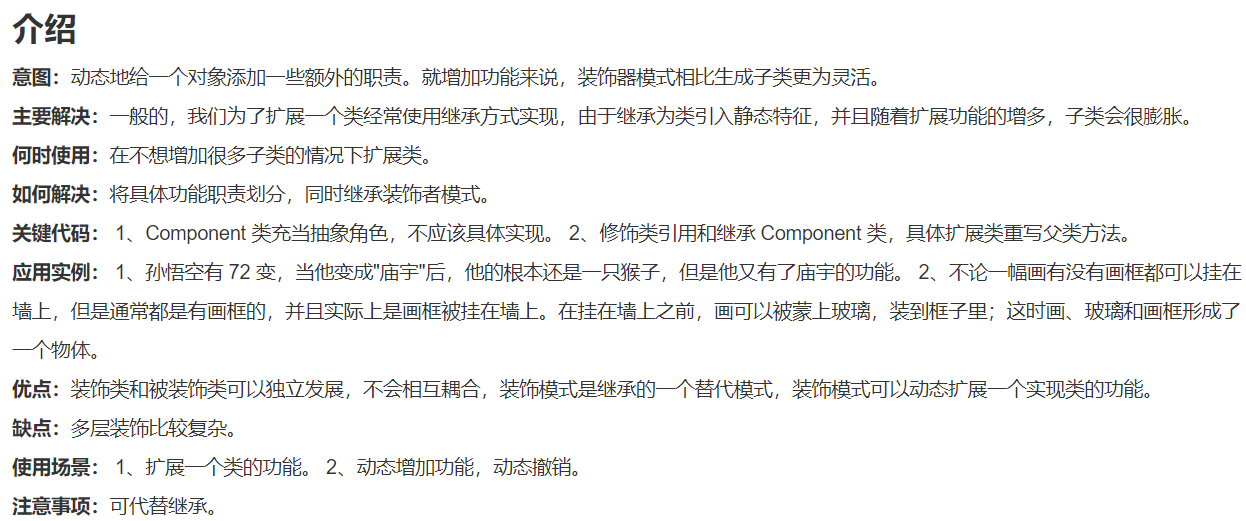 介绍
意图：动态地给一个对象添加一些额外的职责。就增加功能来说，装饰器模式相比生成子类更为灵活。
主要解决：一般的，我们为了扩展一个类经常使用继承方式实现，由于继承为类引入静态特征，并且随着扩展功能的增多，子类会很膨胀。
何时使用：在不想增加很多子类的情况下扩展类。
如何解决：将具体功能职责划分，同时继承装饰者模式。
关键代码： 1、Component 类充当抽象角色，不应该具体实现。 2、修饰类引用和继承 Component 类，具体扩展类重写父类方法。
应用实例： 1、孙悟空有 72 变，当他变成"庙宇"后，他的根本还是一只猴子，但是他又有了庙宇的功能。 2、不论一幅画有没有画框都可以挂在
墙上，但是通常都是有画框的，并且实际上是画框被挂在墙上。在挂在墙上之前，画可以被蒙上玻璃，装到框子里；这时画、玻璃和画框形成了
一个物体。
优点：装饰类和被装饰类可以独立发展，不会相互耦合，装饰模式是继承的一个替代模式，装饰模式可以动态扩展一个实现类的功能。
缺点：多层装饰比较复杂。
使用场景： 1、扩展一个类的功能。 2、动态增加功能，动态撤销。
注意事项：可代替继承。